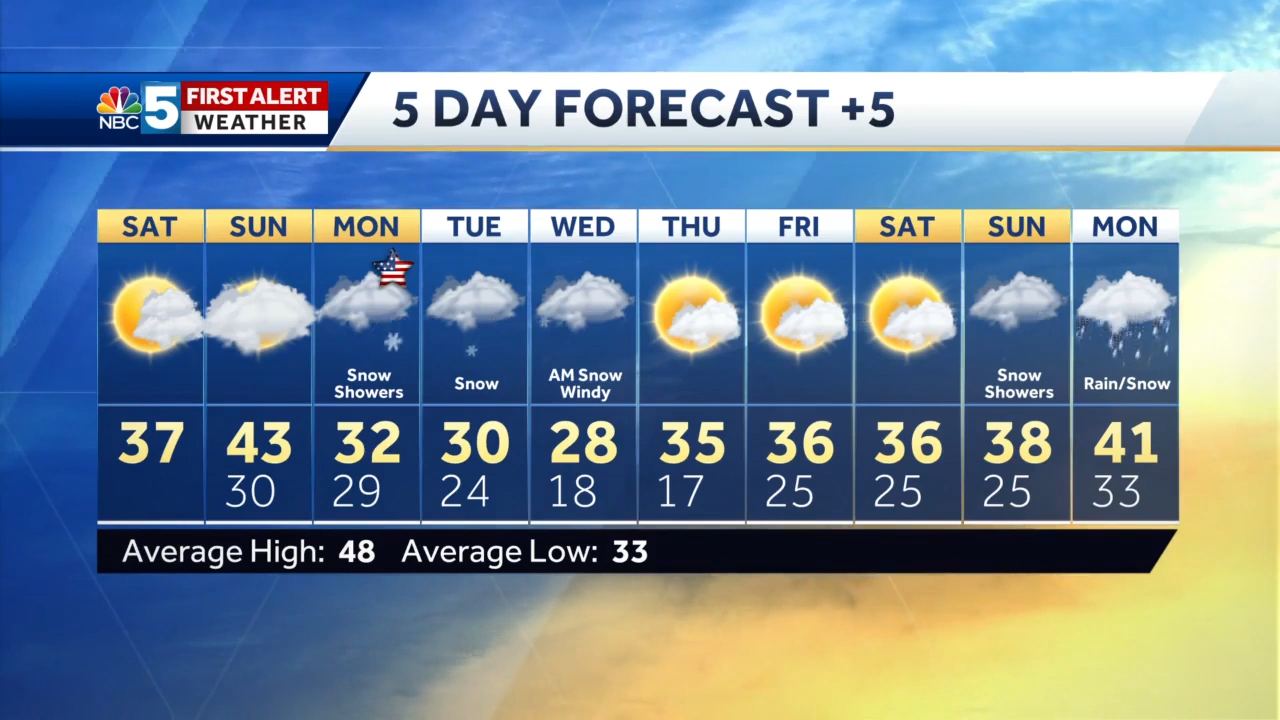 NBC 5 FIRST ALERT WEATHER
5 DAY FORECAST +5
SAT SUN MON TUE WED THU FRI SAT SUN MON
Snow Showers Snow AM Snow Windy Snow Showers Rain/Snow
37 43 32 30 28 35 36 36 38 41
30 29 24 18 17 25 25 25 33
Average High: 48 Average Low: 33